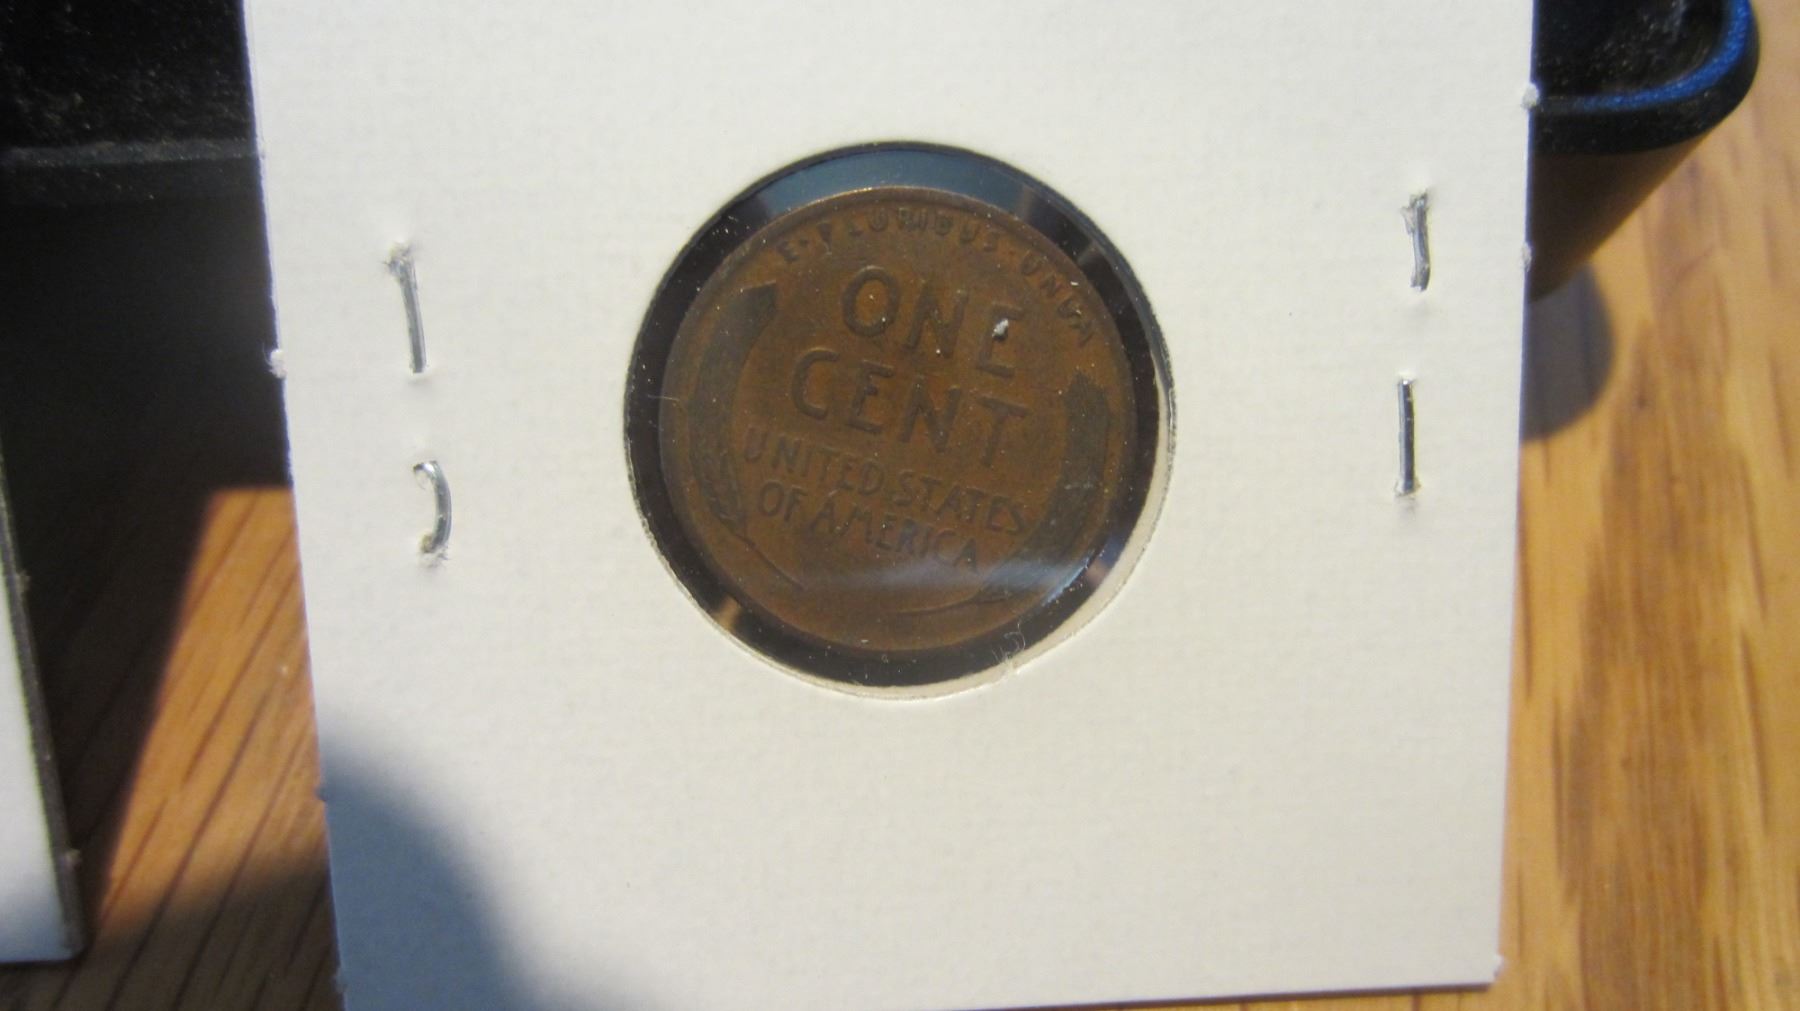 E·PLURIBUS·UNUM
ONE
CENT
UNITED STATES
OF AMERICA